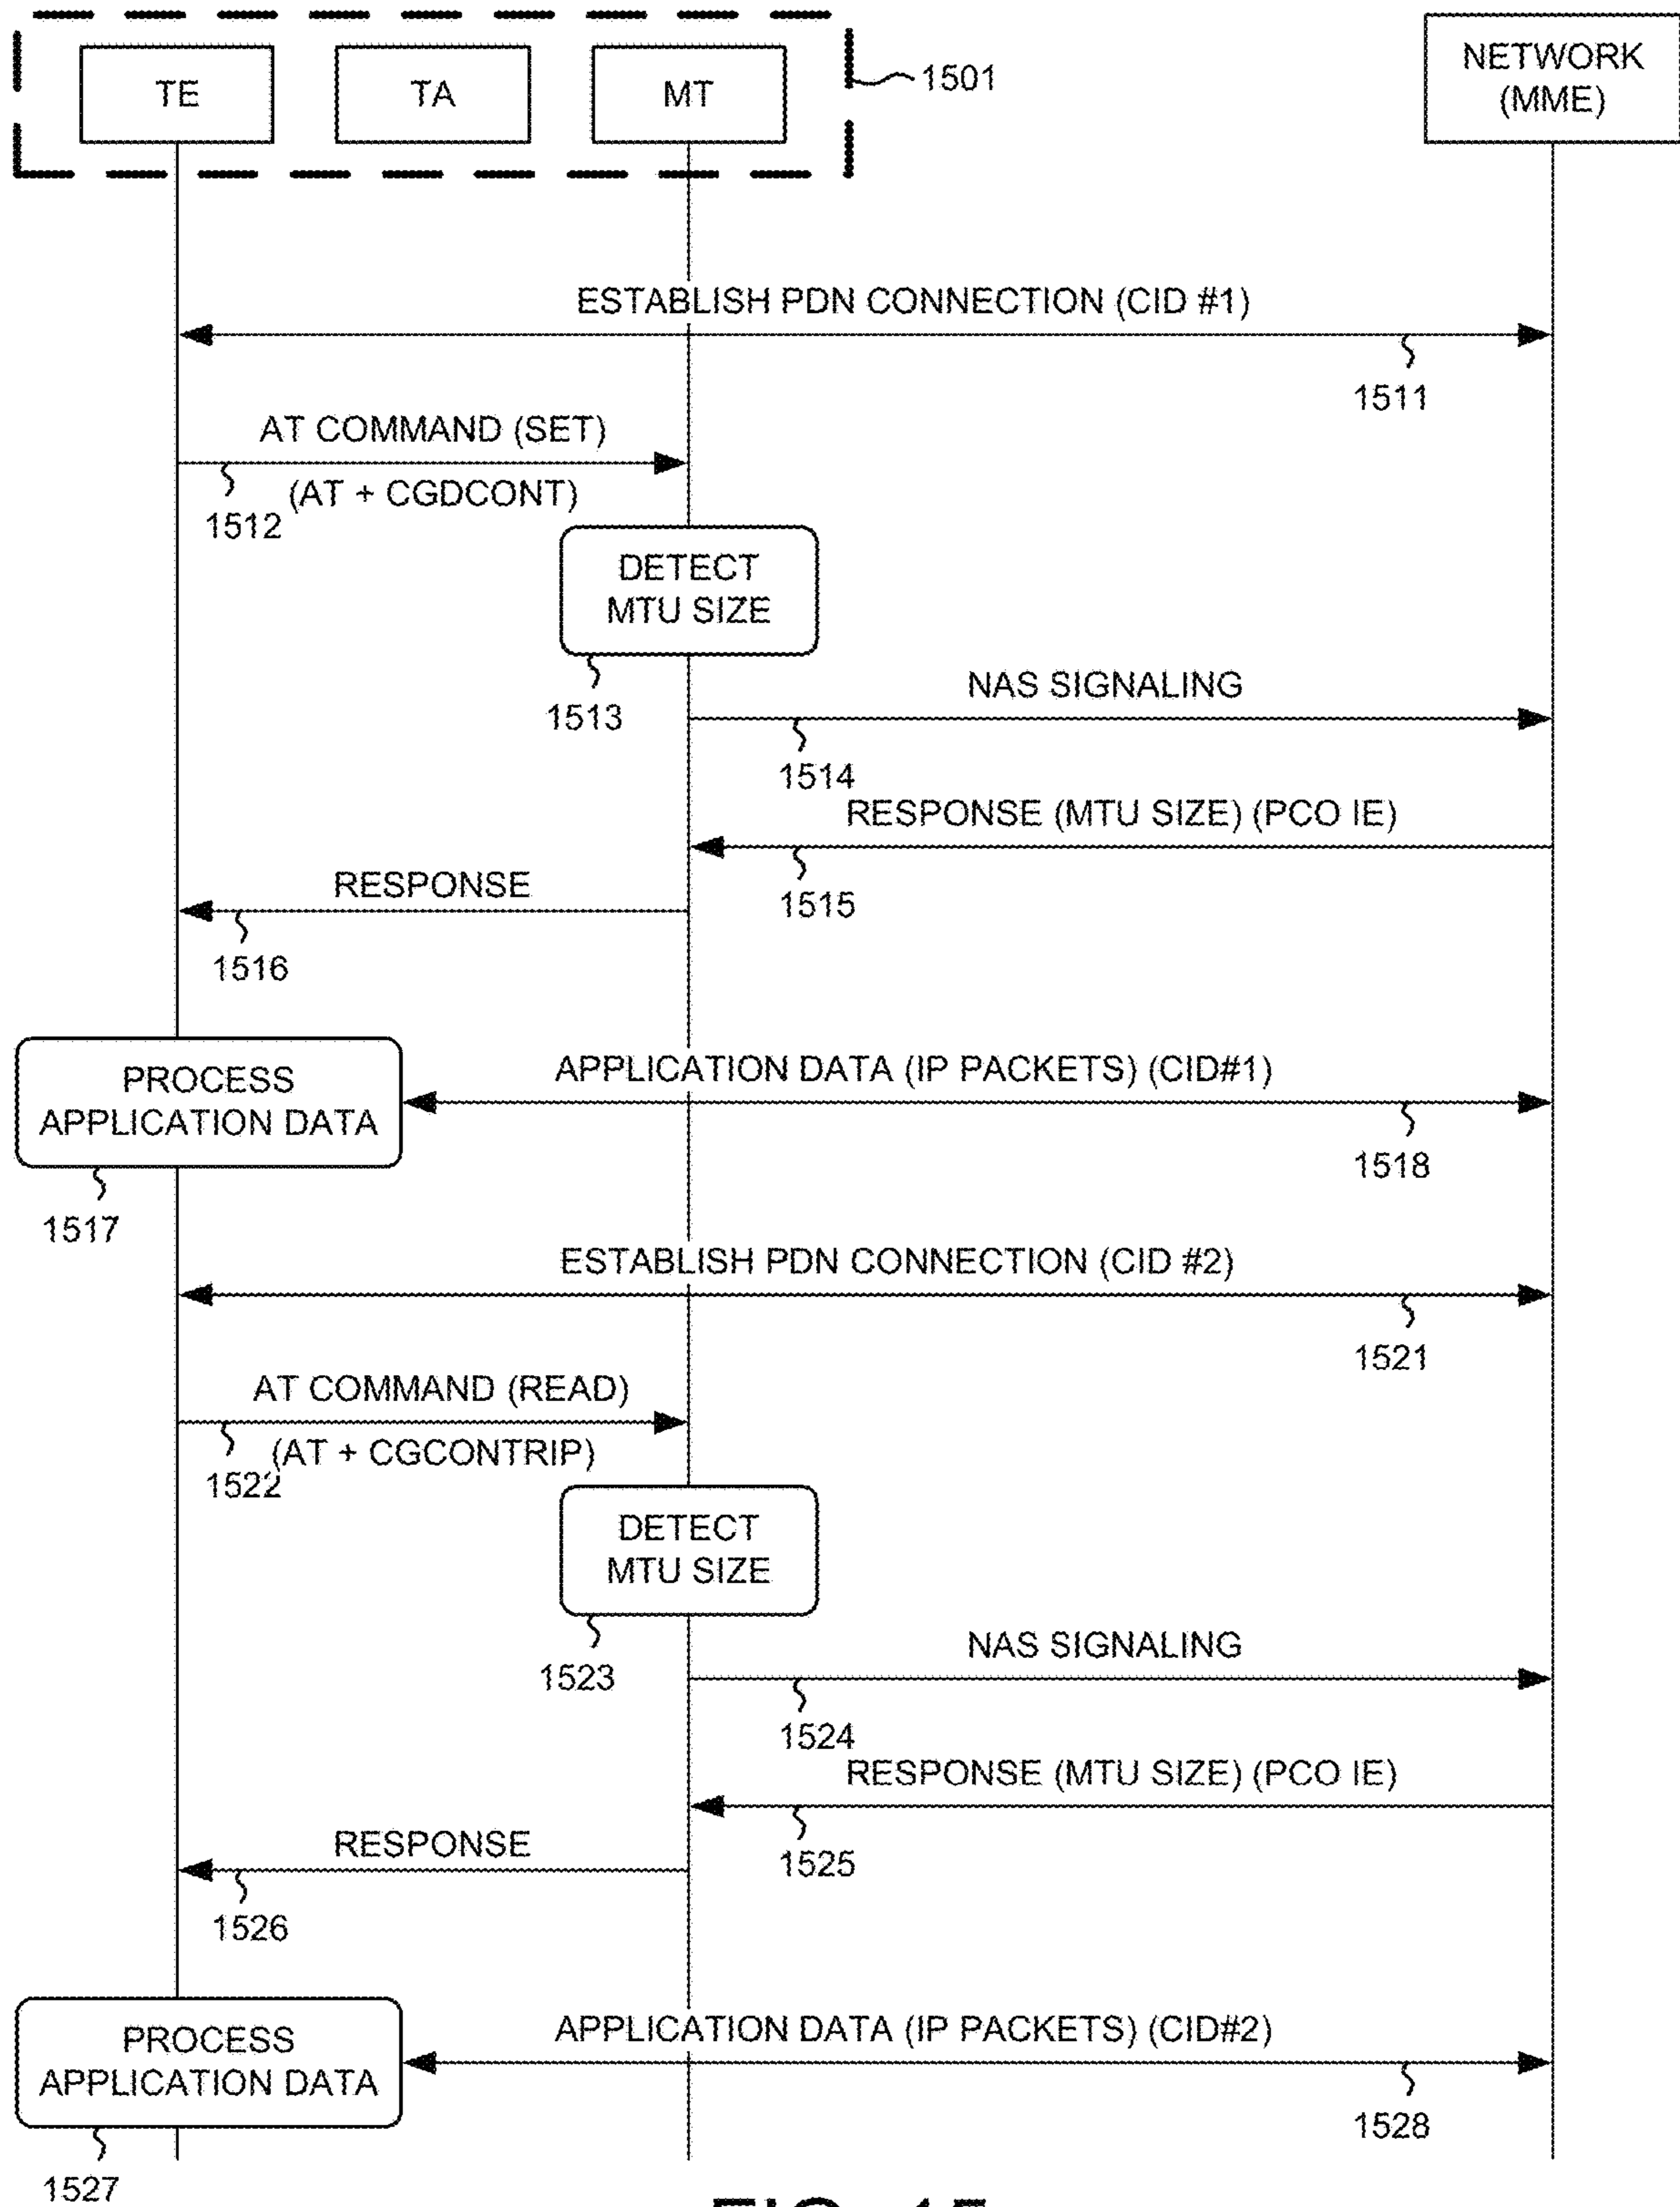 TE
TA
MT
1501
NETWORK
(MME)
ESTABLISH PDN CONNECTION (CID #1)
1511
AT COMMAND (SET)
(AT + CGDCONT)
1512
DETECT
MTU SIZE
1513
NAS SIGNALING
1514
RESPONSE (MTU SIZE) (PCO IE)
1515
RESPONSE
1516
PROCESS
APPLICATION DATA
1517
APPLICATION DATA (IP PACKETS) (CID#1)
1518
ESTABLISH PDN CONNECTION (CID #2)
1521
AT COMMAND (READ)
(AT + CGCONTRIP)
1522
DETECT
MTU SIZE
1523
NAS SIGNALING
1524
RESPONSE (MTU SIZE) (PCO IE)
1525
RESPONSE
1526
PROCESS
APPLICATION DATA
1527
APPLICATION DATA (IP PACKETS) (CID#2)
1528
FIG. 15